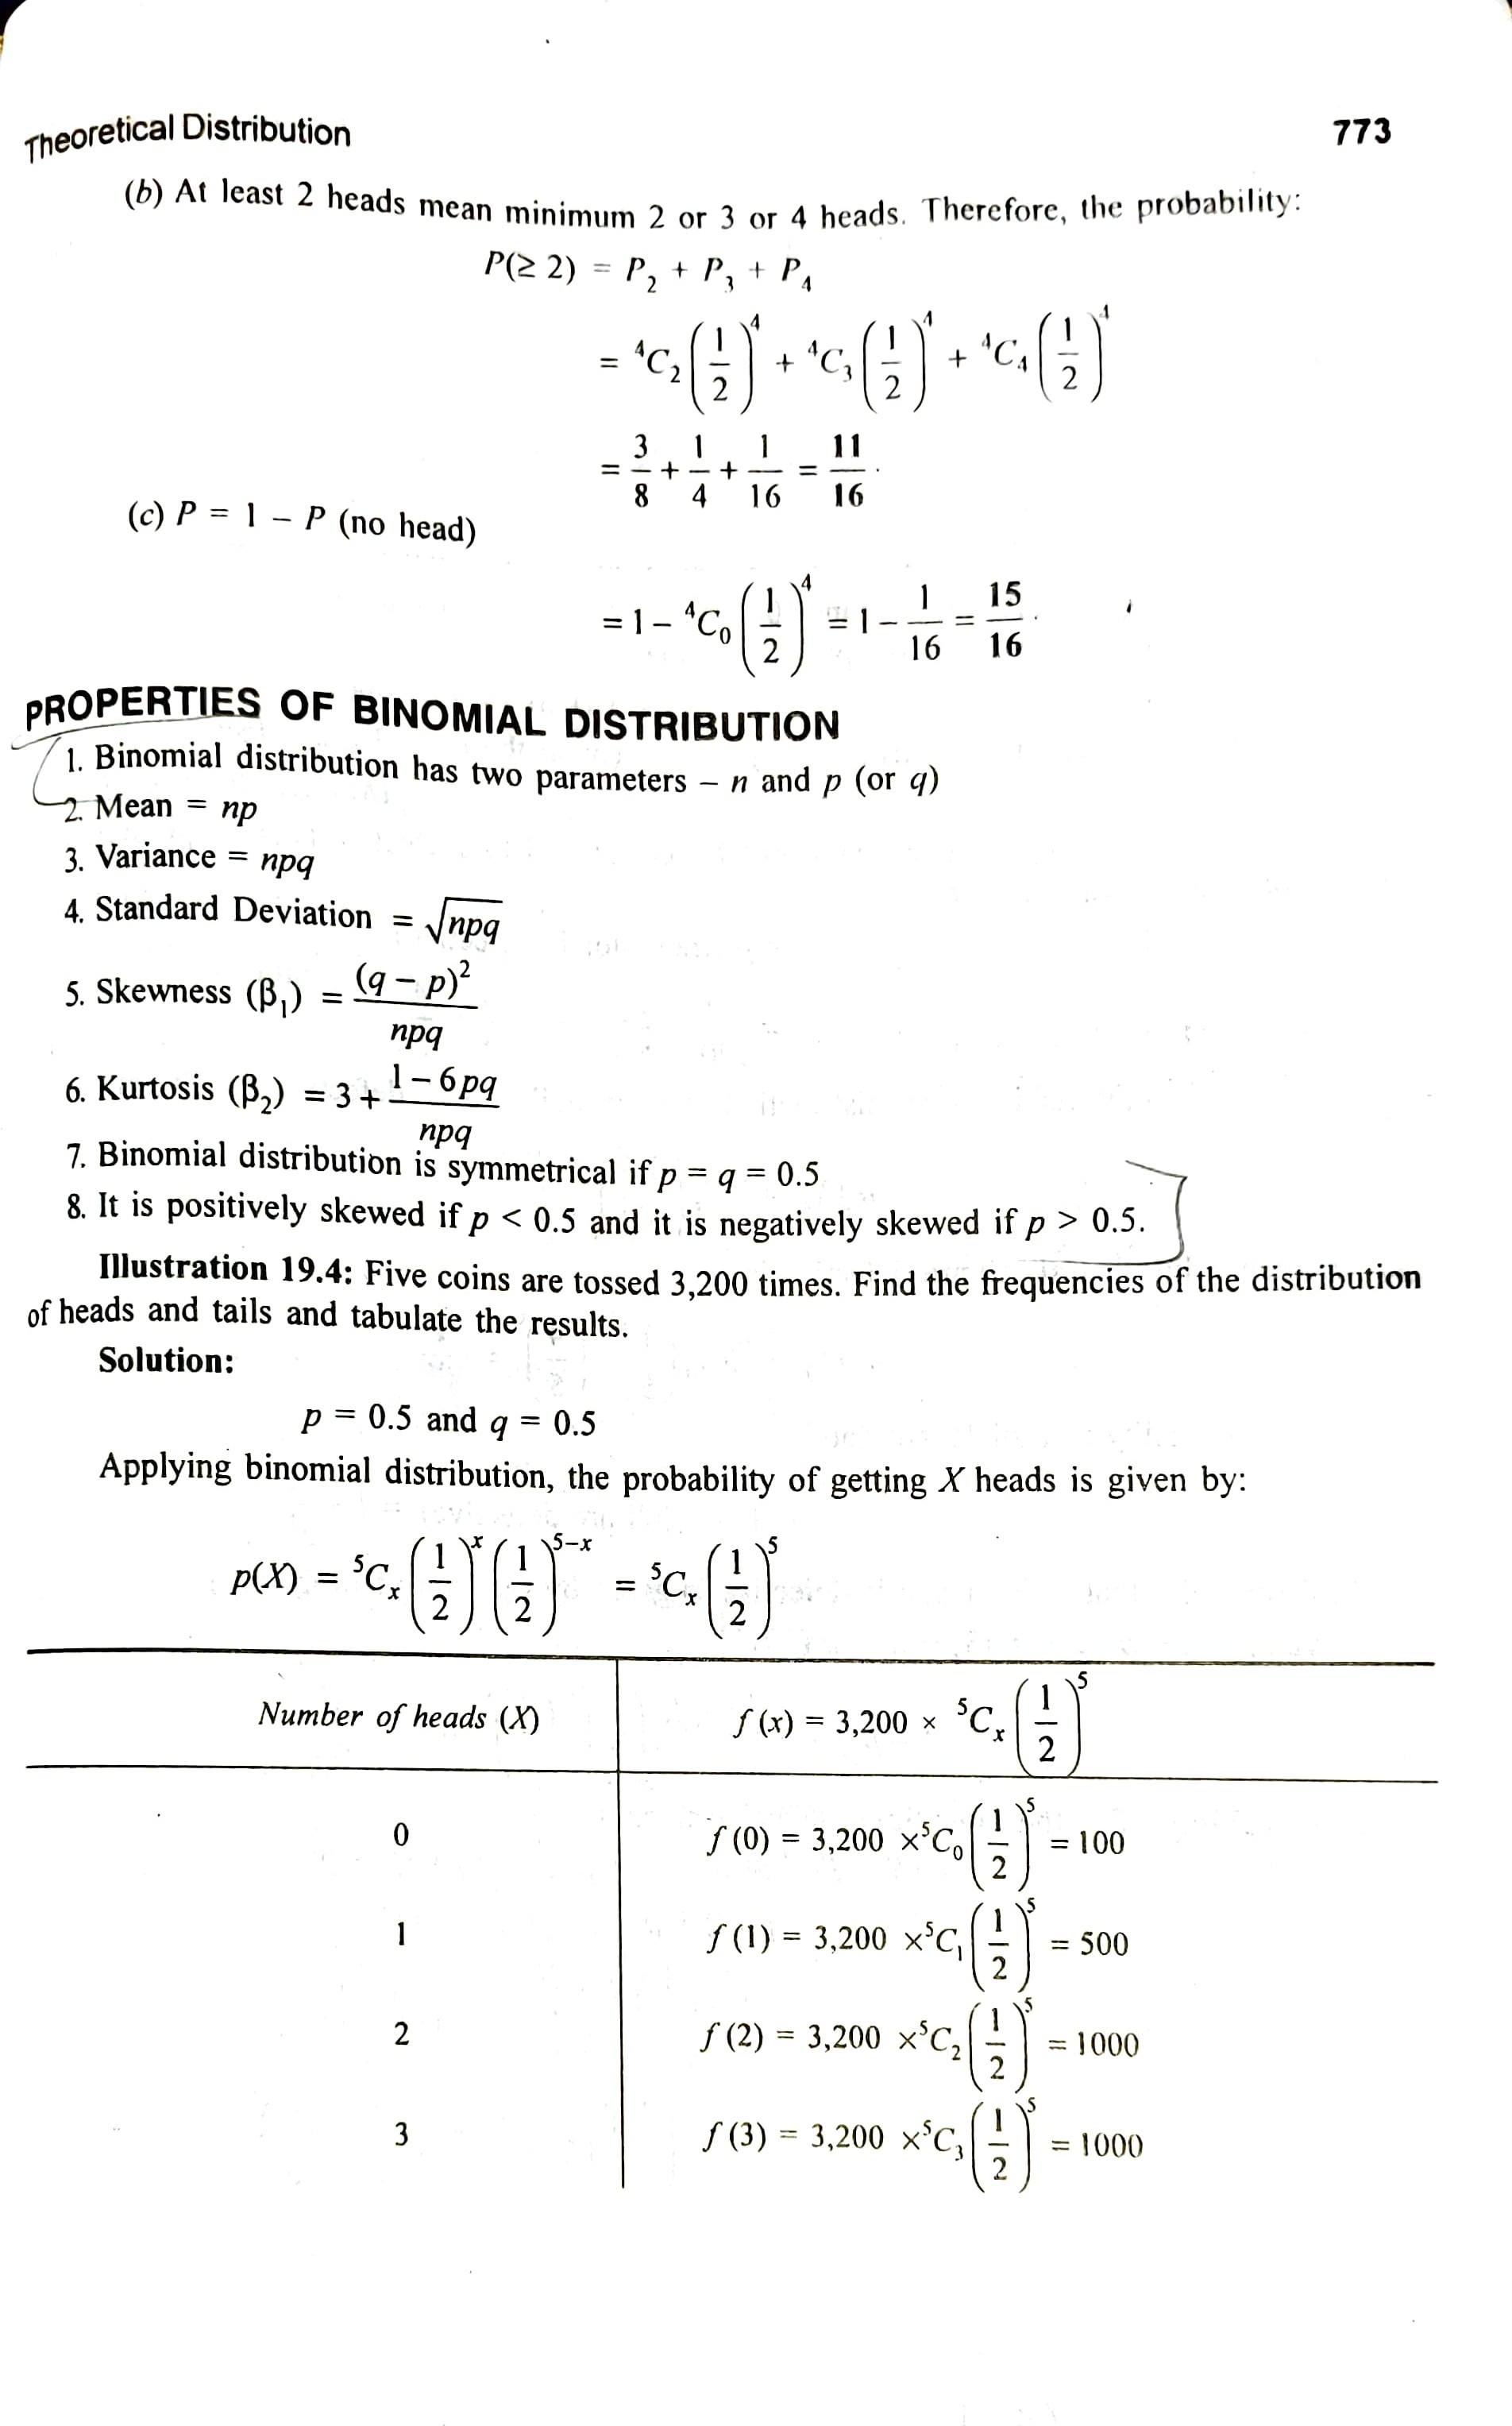 Theoretical Distribution 773
(b) At least 2 heads mean minimum 2 or 3 or 4 heads. Therefore, the probability:
P(≥ 2) = P₂ + P₃ + P₄
= ⁴C₂(1/2)⁴ + ⁴C₃(1/2)⁴ + ⁴C₄(1/2)⁴
= 3/8 + 1/4 + 1/16 = 11/16.
(c) P = 1 – P (no head)
= 1 – ⁴C₀(1/2)⁴ = 1 – 1/16 = 15/16.
PROPERTIES OF BINOMIAL DISTRIBUTION
1. Binomial distribution has two parameters – n and p (or q)
2. Mean = np
3. Variance = npq
4. Standard Deviation = √npq
5. Skewness (β₁) = (q – p)²/npq
6. Kurtosis (β₂) = 3 + 1 – 6pq/npq
7. Binomial distribution is symmetrical if p = q = 0.5
8. It is positively skewed if p < 0.5 and it is negatively skewed if p > 0.5.
Illustration 19.4: Five coins are tossed 3,200 times. Find the frequencies of the distribution
of heads and tails and tabulate the results.
Solution:
p = 0.5 and q = 0.5
Applying binomial distribution, the probability of getting X heads is given by:
p(X) = ⁵Cₓ(1/2)ˣ(1/2)⁵⁻ˣ = ⁵Cₓ(1/2)⁵
Number of heads (X) f (x) = 3,200 × ⁵Cₓ(1/2)⁵
0 f (0) = 3,200 ×⁵C₀(1/2)⁵ = 100
1 f (1) = 3,200 ×⁵C₁(1/2)⁵ = 500
2 f (2) = 3,200 ×⁵C₂(1/2)⁵ = 1000
3 f (3) = 3,200 ×⁵C₃(1/2)⁵ = 1000